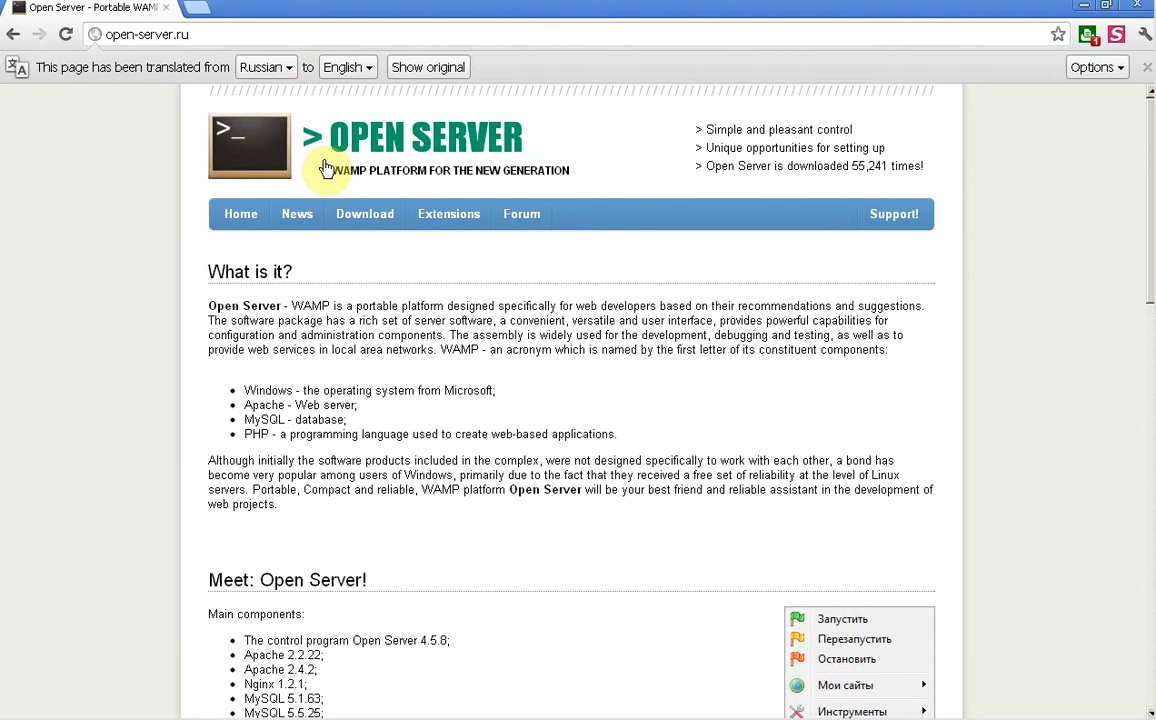 Open Server - Portable WAM
open-server.ru
This page has been translated from Russian to English Show original Options
>_
> OPEN SERVER
WAMP PLATFORM FOR THE NEW GENERATION
> Simple and pleasant control
> Unique opportunities for setting up
> Open Server is downloaded 55,241 times!
Home News Download Extensions Forum Support!
What is it?
Open Server - WAMP is a portable platform designed specifically for web developers based on their recommendations and suggestions.
The software package has a rich set of server software, a convenient, versatile and user interface, provides powerful capabilities for
configuration and administration components. The assembly is widely used for the development, debugging and testing, as well as to
provide web services in local area networks. WAMP - an acronym which is named by the first letter of its constituent components:
Windows - the operating system from Microsoft;
Apache - Web server;
MySQL - database;
PHP - a programming language used to create web-based applications.
Although initially the software products included in the complex, were not designed specifically to work with each other, a bond has
become very popular among users of Windows, primarily due to the fact that they received a free set of reliability at the level of Linux
servers. Portable, Compact and reliable, WAMP platform Open Server will be your best friend and reliable assistant in the development of
web projects.
Meet: Open Server!
Main components:
The control program Open Server 4.5.8;
Apache 2.2.22;
Apache 2.4.2;
Nginx 1.2.1;
MySQL 5.1.63;
MySQL 5.5.25;
Запустить
Перезапустить
Остановить
Мои сайты
Инструменты